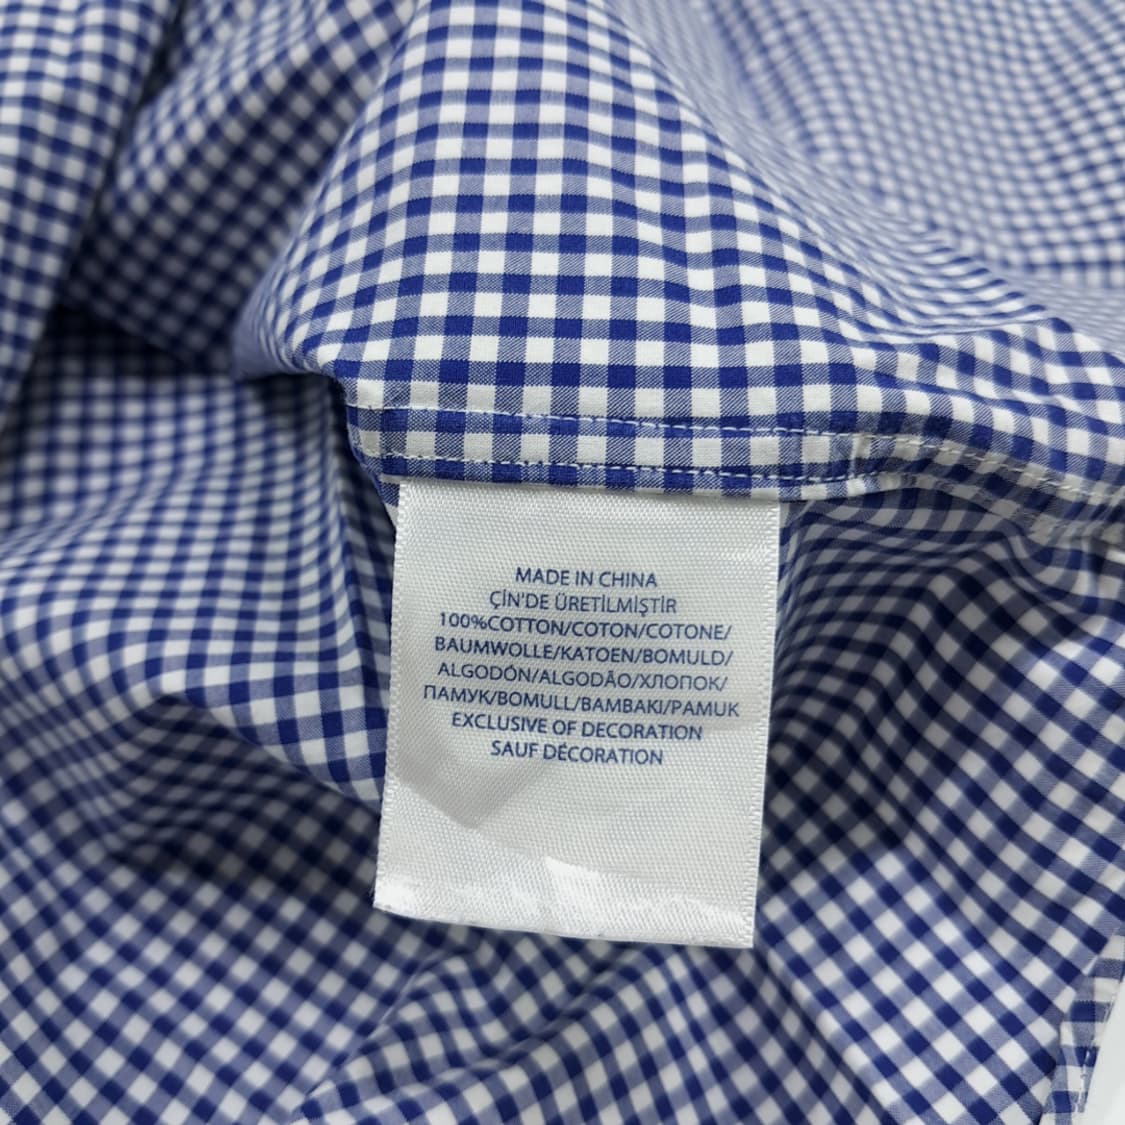 MADE IN CHINA
ÇİN'DE ÜRETİLMİŞTİR
100%COTTON/COTON/COTONE/
BAUMWOLLE/KATOEN/BOMULD/
ALGODÓN/ALGODÃO/ХЛОПОК/
ПАМУК/BOMULL/BAMBAKI/PAMUK
EXCLUSIVE OF DECORATION
SAUF DÉCORATION